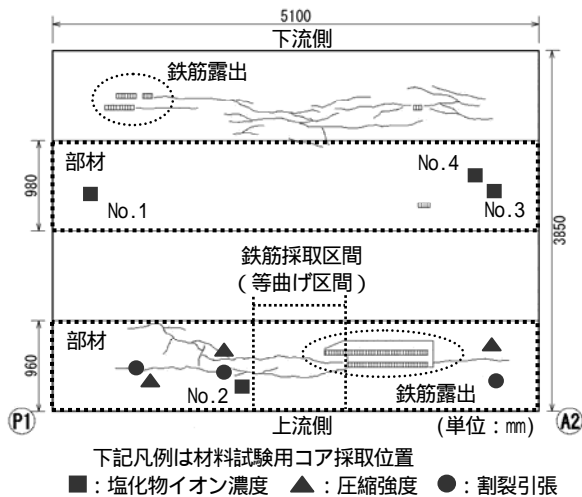 5100
下流側
鉄筋露出
部材
980
No.1
No.4
No.3
3850
鉄筋採取区間
(等曲げ区間)
部材
960
No.2
鉄筋露出
P1
上流側
(単位:㎜)
A2
下記凡例は材料試験用コア採取位置
■:塩化物イオン濃度 ▲:圧縮強度 ●:割裂引張